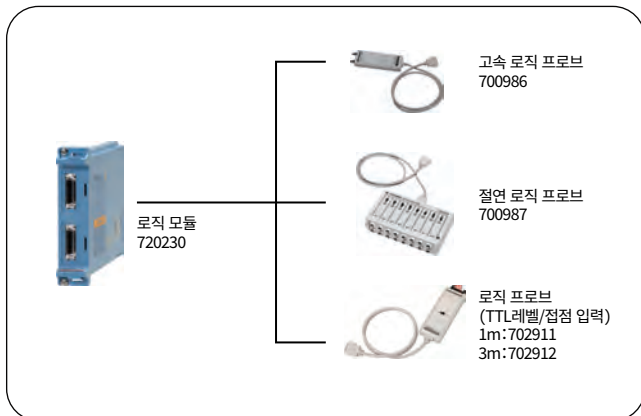 고속 로직 프로브
700986
로직 모듈
720230
절연 로직 프로브
700987
로직 프로브
(TTL레벨/접점 입력)
1m:702911
3m:702912